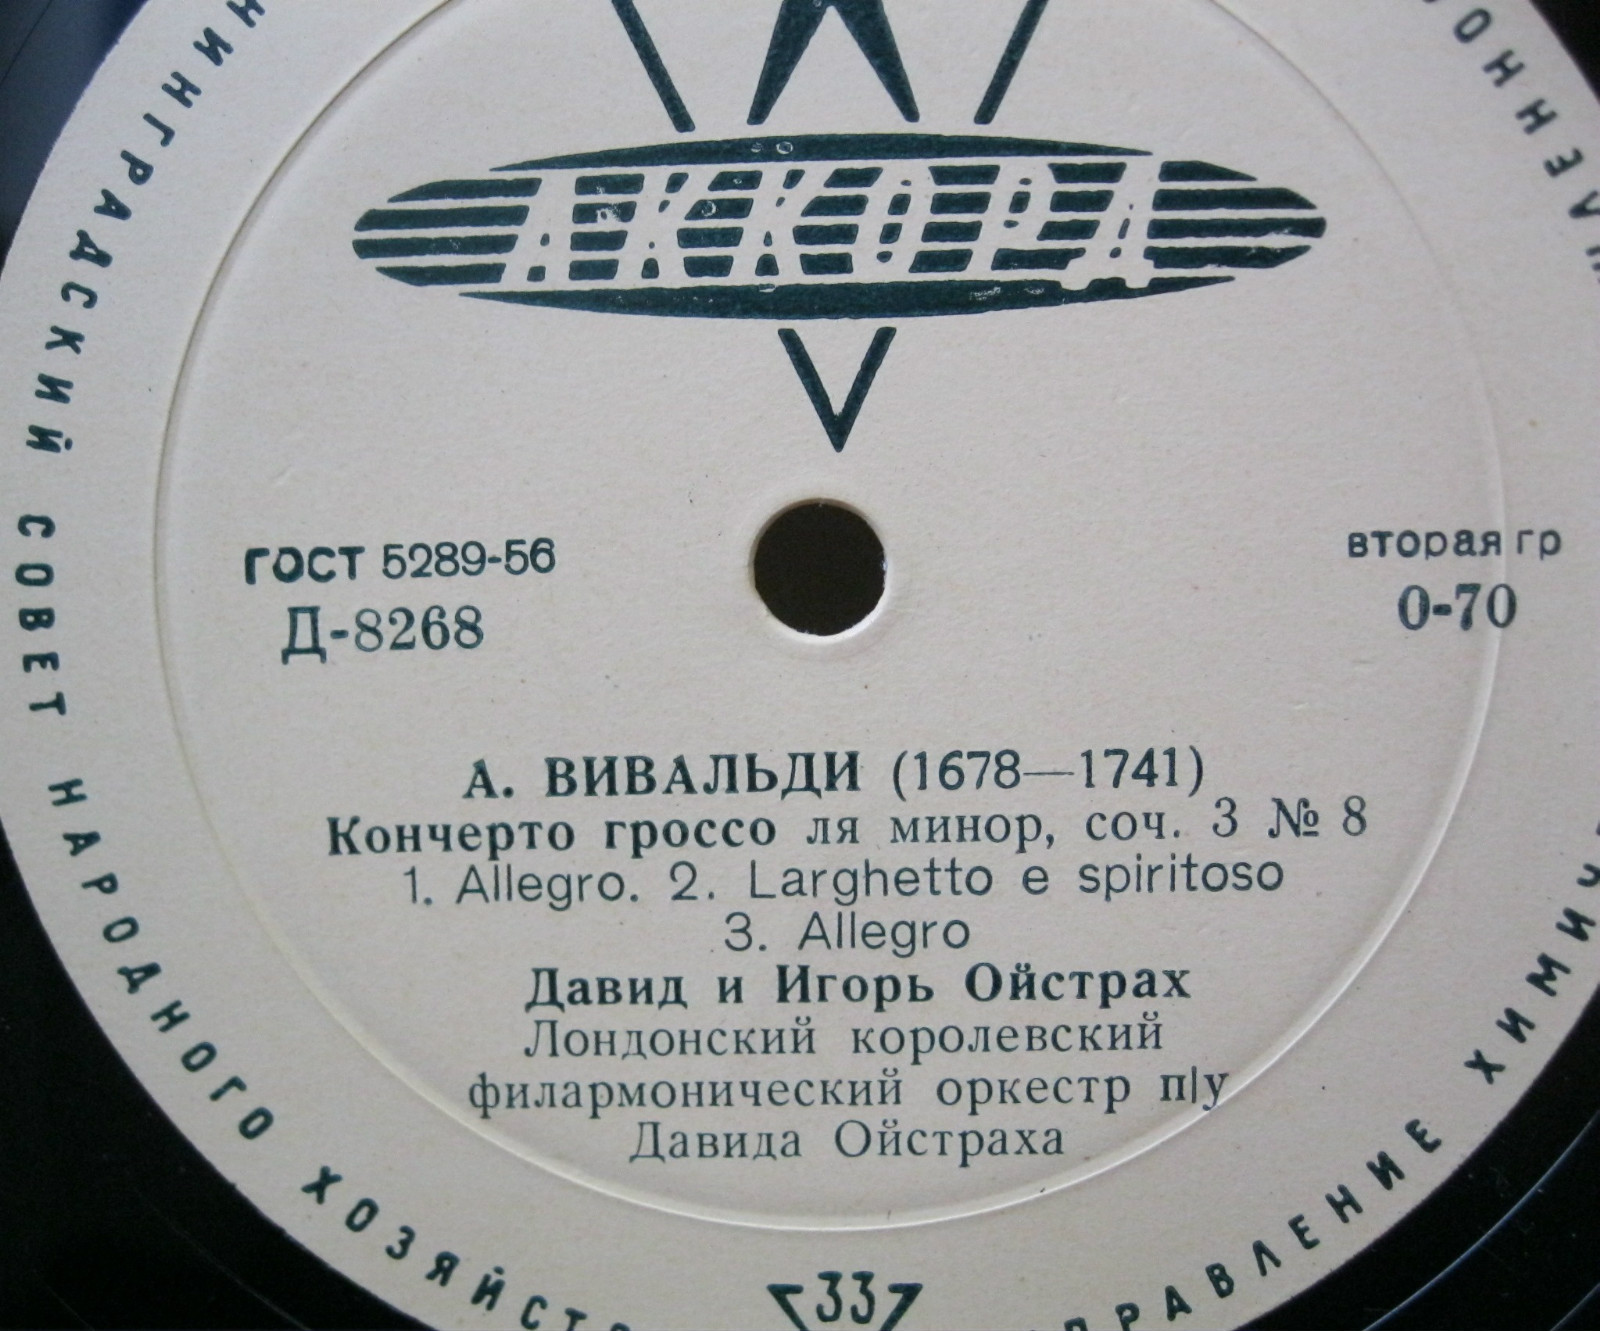 АККОРД
ГОСТ 5289-56
Д-8268
вторая гр
0-70
А. ВИВАЛЬДИ (1678—1741)
Кончерто гроссо ля минор, соч. 3 № 8
1. Allegro. 2. Larghetto e spiritoso
3. Allegro
Давид и Игорь Ойстрах
Лондонский королевский
филармонический оркестр п/у
Давида Ойстраха
33
НИНГРАДСКИЙ СОВЕТ НАРОДНОГО ХОЗЯЙСТ
ПРАВЛЕНИЕ ХИМИЧ